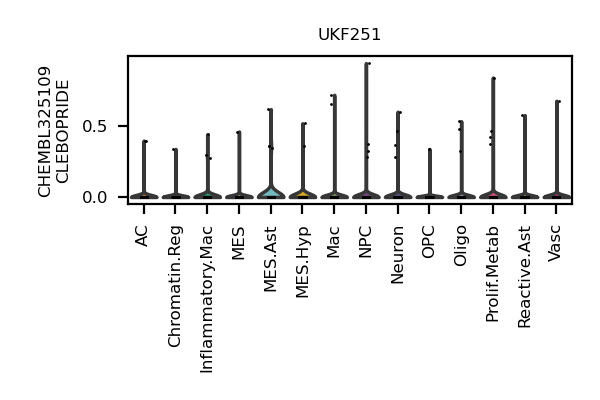 UKF251
CHEMBL325109
CLEBOPRIDE
0.5
0.0
AC
Chromatin.Reg
Inflammatory.Mac
MES
MES.Ast
MES.Hyp
Mac
NPC
Neuron
OPC
Oligo
Prolif.Metab
Reactive.Ast
Vasc